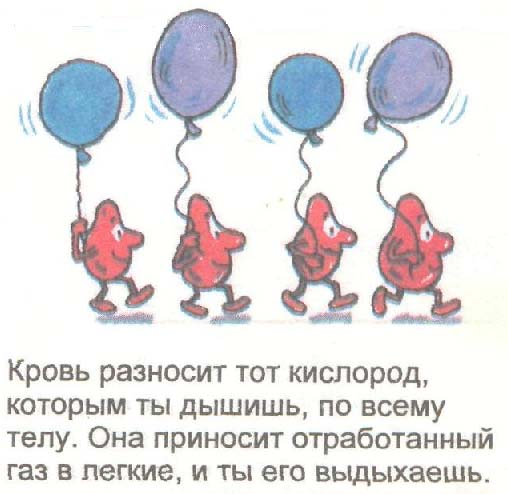 Кровь разносит тот кислород,
которым ты дышишь, по всему
телу. Она приносит отработанный
газ в легкие, и ты его выдыхаешь.